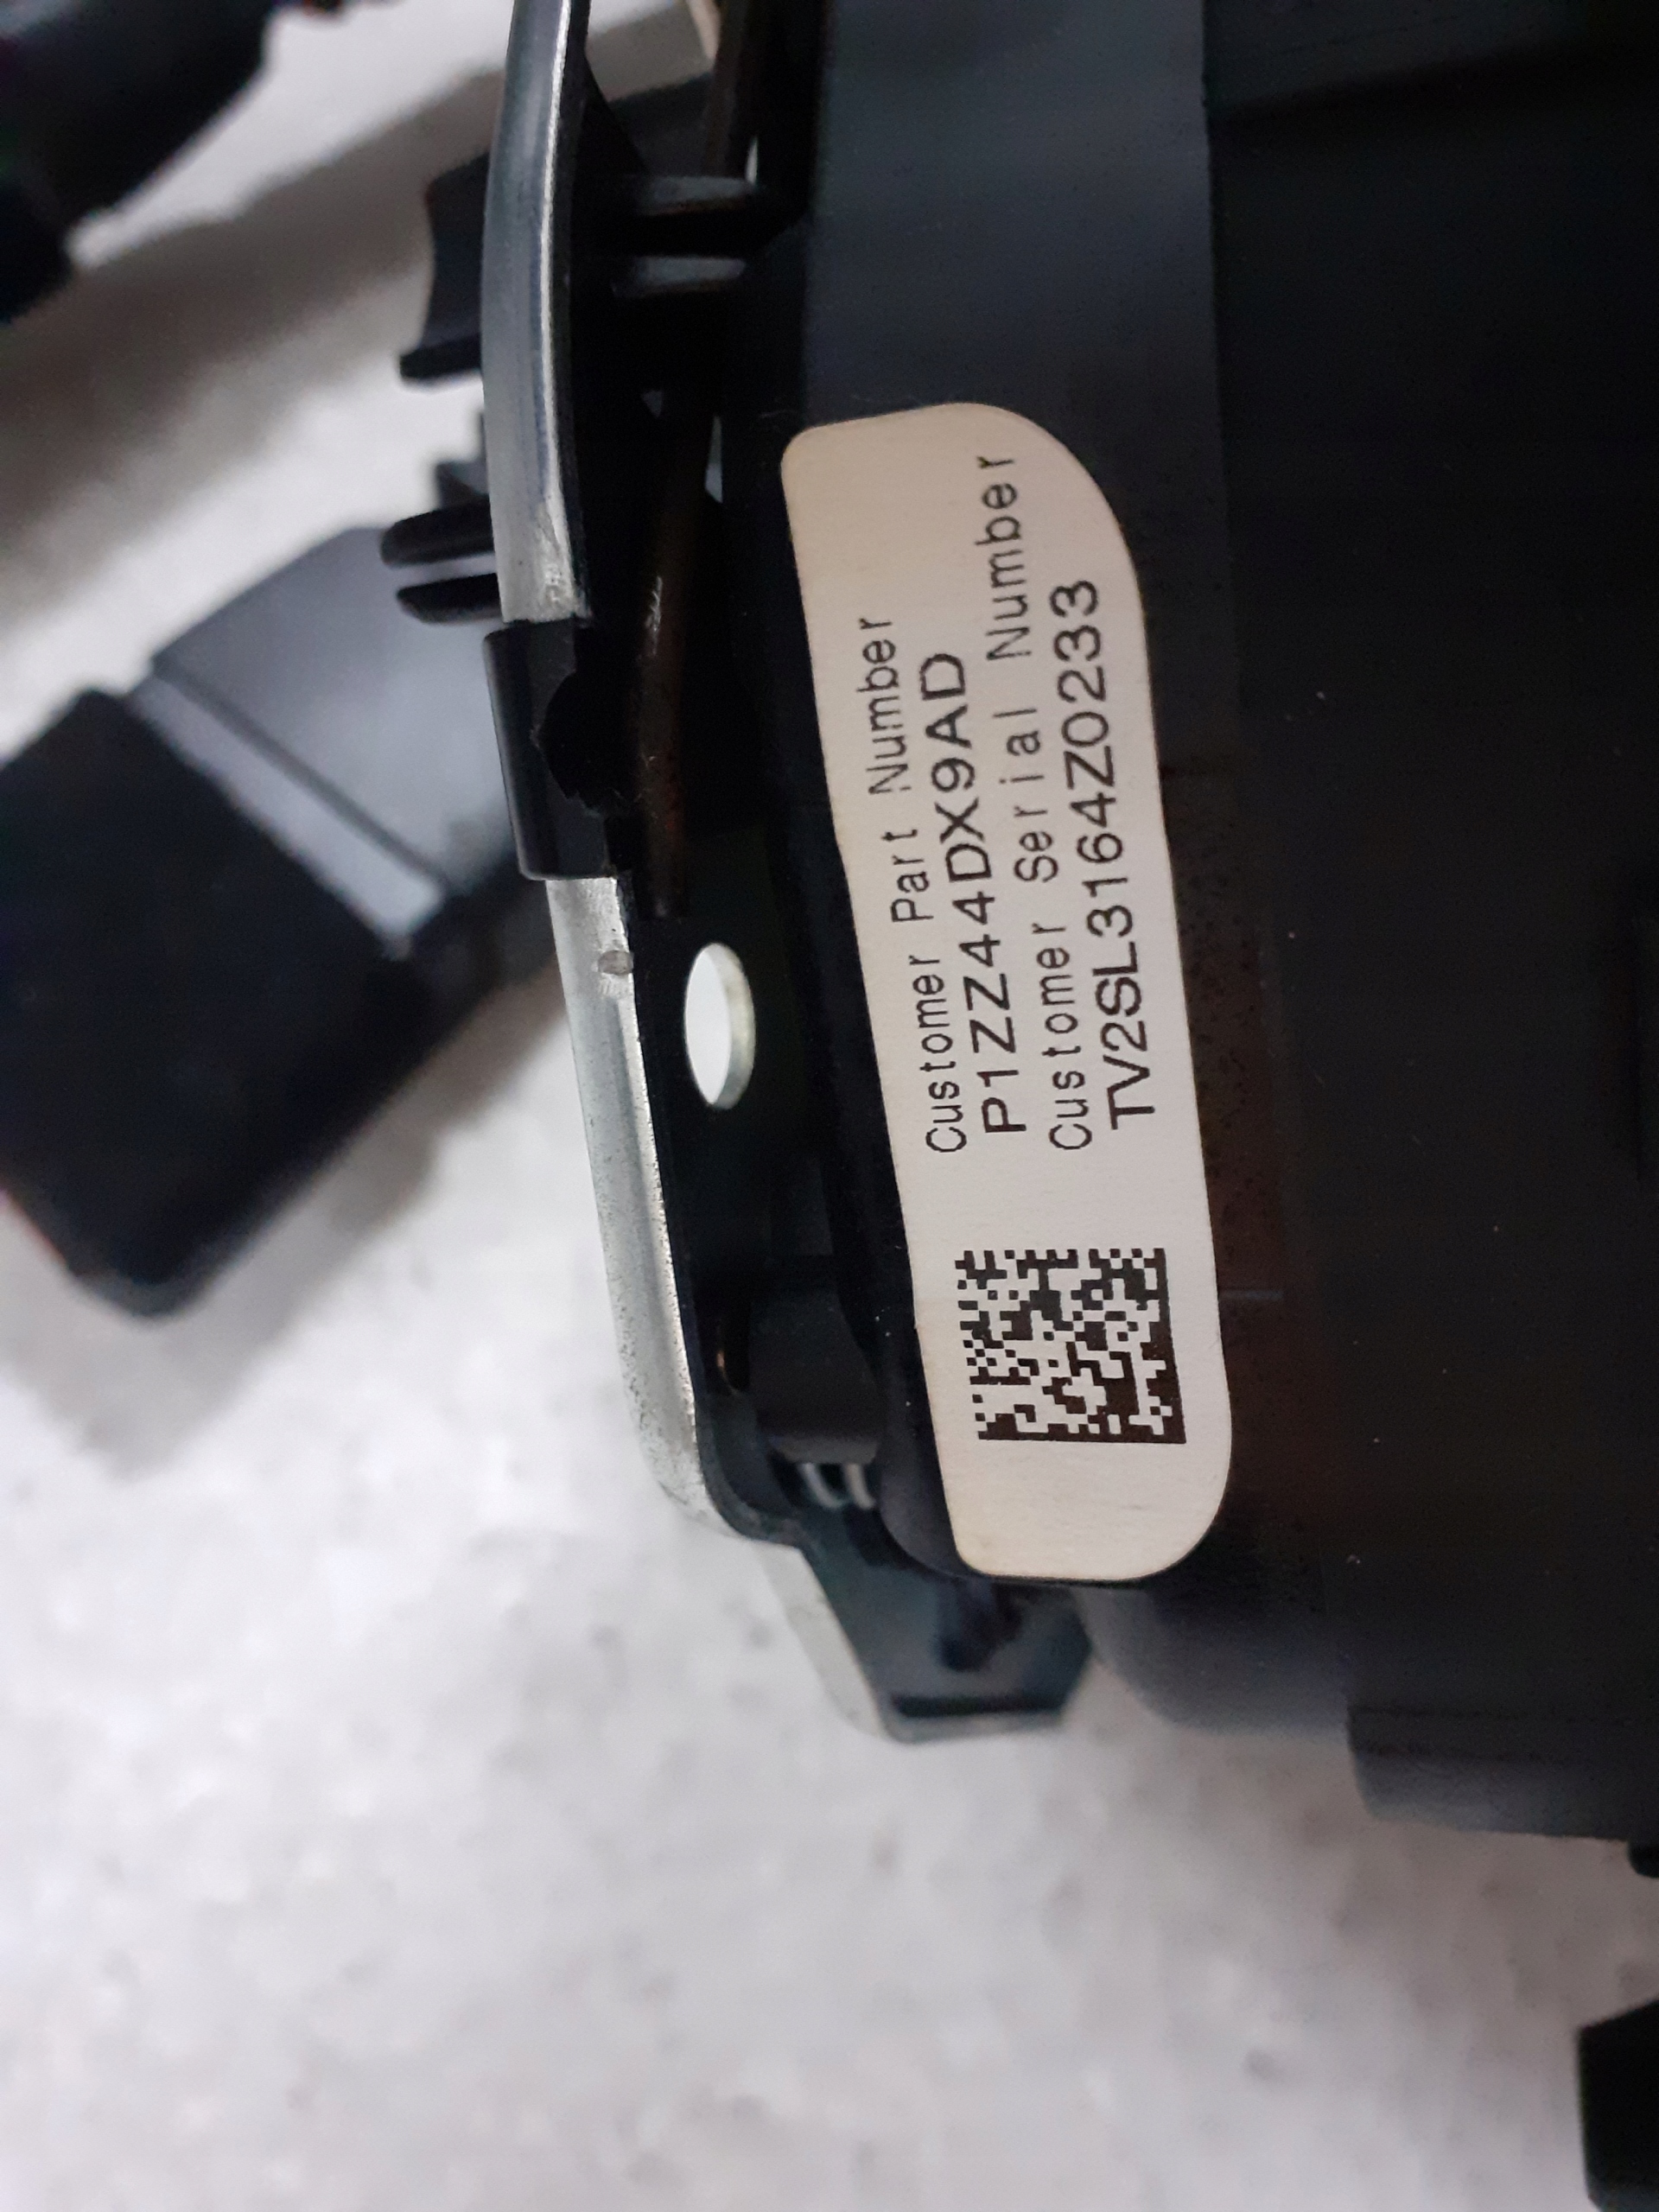 Customer Part Number
P1ZZ44DX9AD
Customer Serial Number
TV2SL3164Z0233